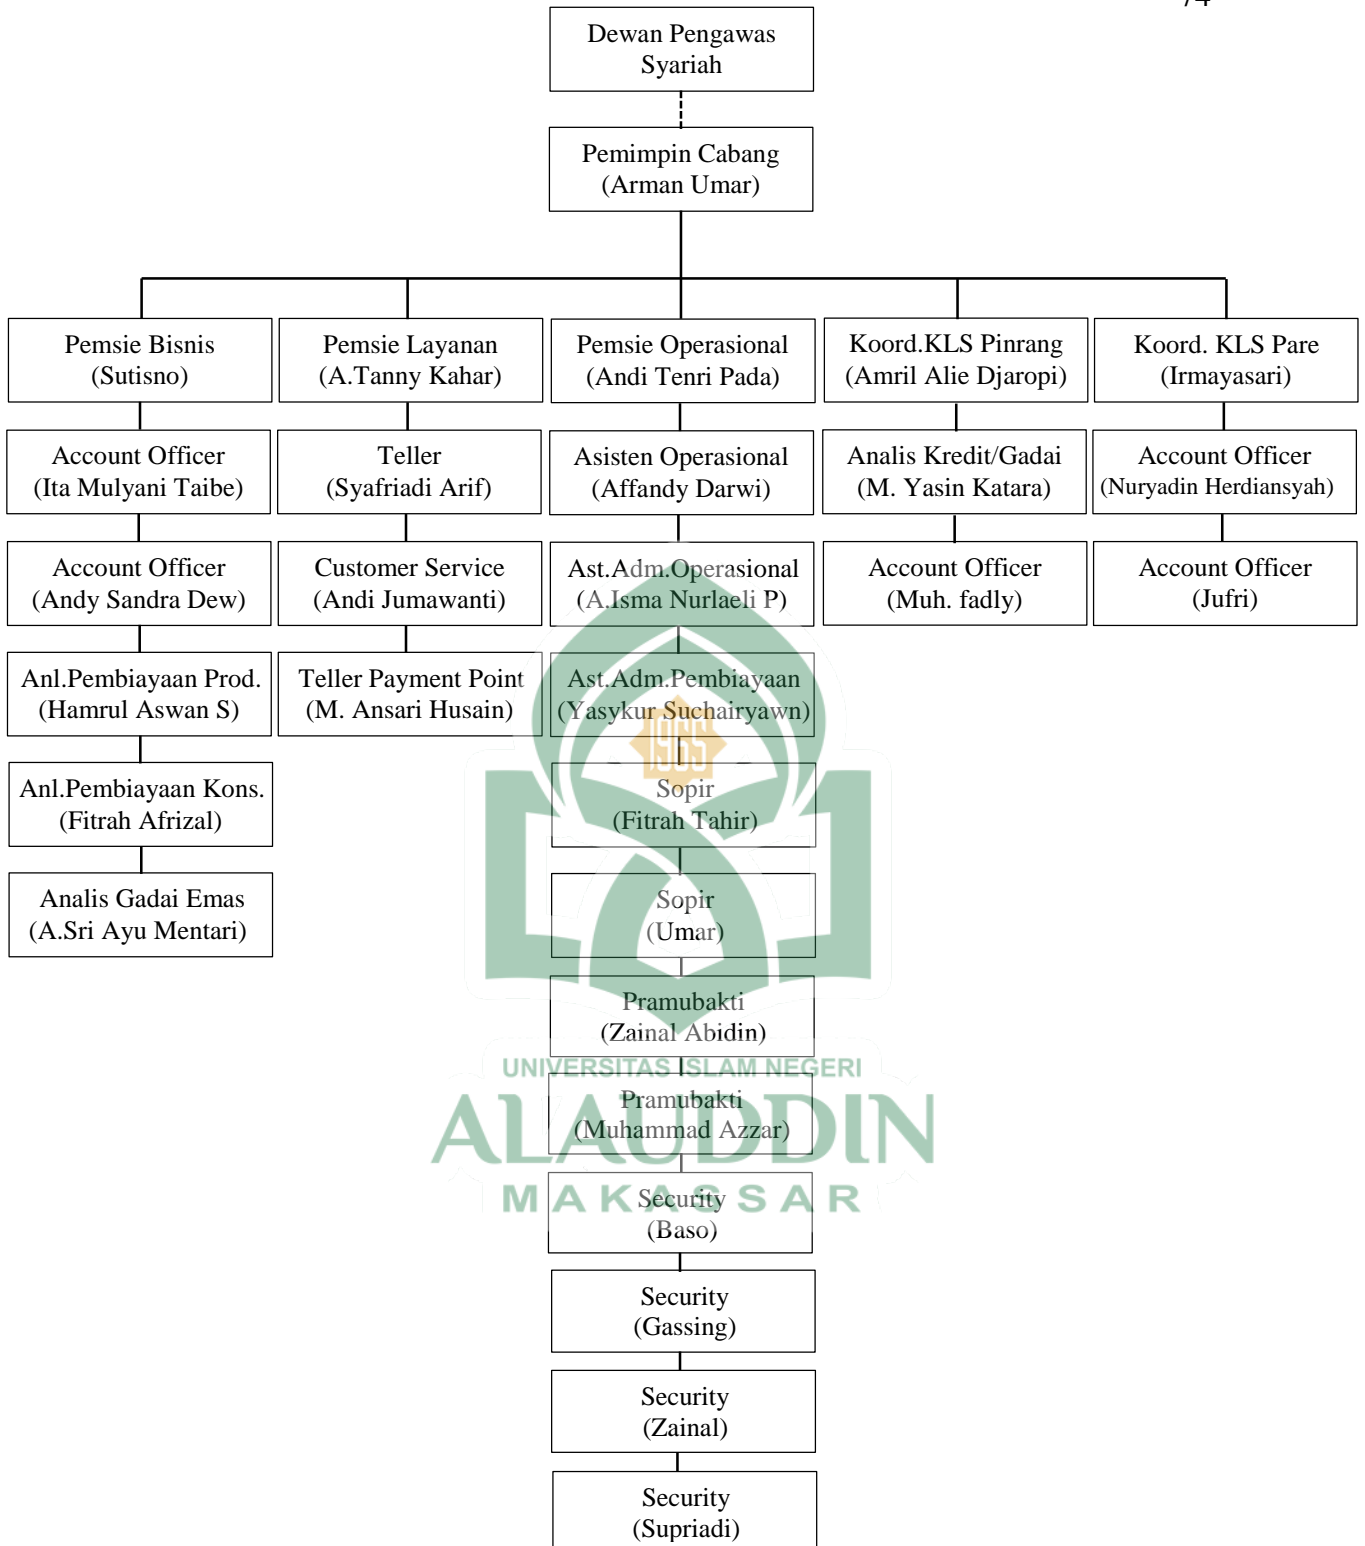 74
Dewan Pengawas
Syariah
Pemimpin Cabang
(Arman Umar)
Pemsie Bisnis
(Sutisno)
Pemsie Layanan
(A.Tanny Kahar)
Pemsie Operasional
(Andi Tenri Pada)
Koord.KLS Pinrang
(Amril Alie Djaropi)
Koord. KLS Pare
(Irmayasari)
Account Officer
(Ita Mulyani Taibe)
Teller
(Syafriadi Arif)
Asisten Operasional
(Affandy Darwi)
Analis Kredit/Gadai
(M. Yasin Katara)
Account Officer
(Nuryadin Herdiansyah)
Account Officer
(Andy Sandra Dew)
Customer Service
(Andi Jumawanti)
Ast.Adm.Operasional
(A.Isma Nurlaeli P)
Account Officer
(Muh. fadly)
Account Officer
(Jufri)
Anl.Pembiayaan Prod.
(Hamrul Aswan S)
Teller Payment Point
(M. Ansari Husain)
Ast.Adm.Pembiayaan
(Yasykur Suchairyawn)
1965
Anl.Pembiayaan Kons.
(Fitrah Afrizal)
Sopir
(Fitrah Tahir)
Analis Gadai Emas
(A.Sri Ayu Mentari)
Sopir
(Umar)
Pramubakti
(Zainal Abidin)
UNIVERSITAS ISLAM NEGERI
Pramubakti
(Muhammad Azzar)
ALAUDDIN
MAKASSAR
Security
(Baso)
Security
(Gassing)
Security
(Zainal)
Security
(Supriadi)